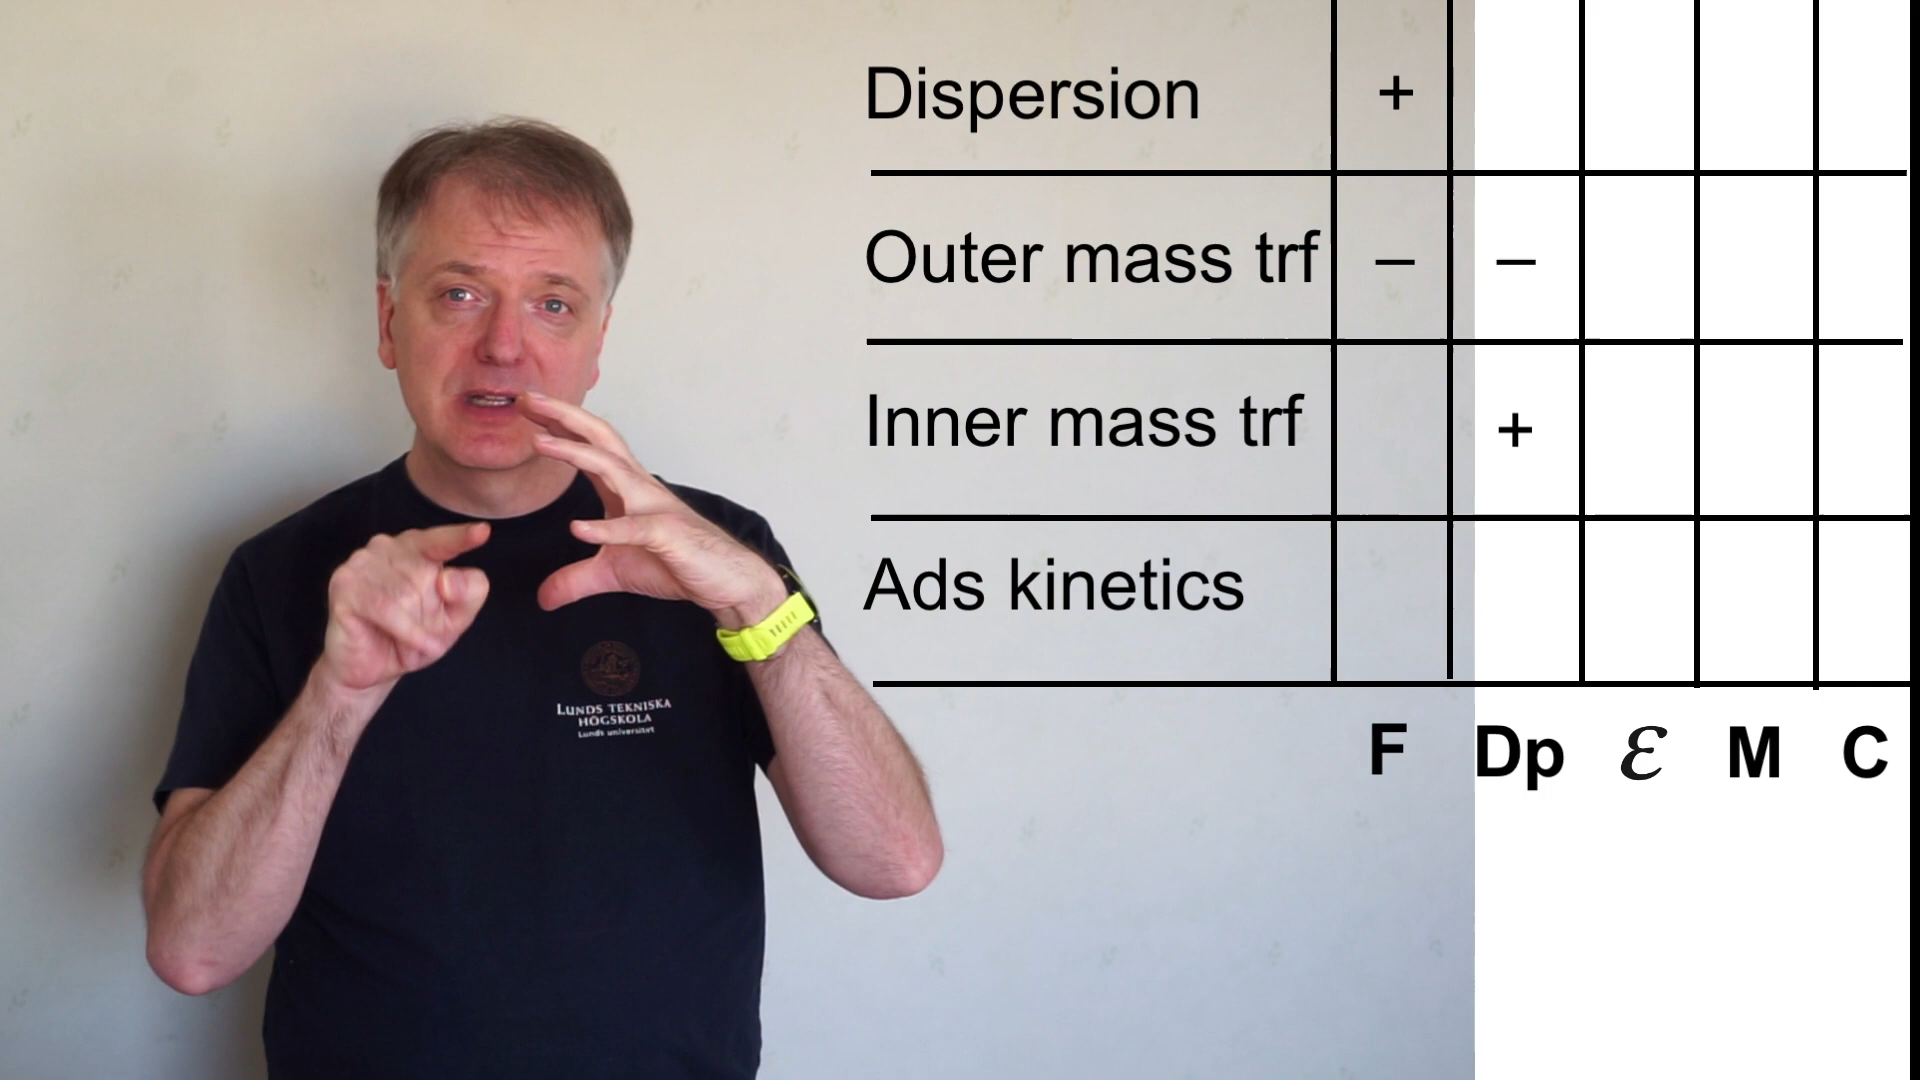 Dispersion +
Outer mass trf – –
Inner mass trf +
Ads kinetics
F Dp ε M C
LUNDS TEKNISKA
HÖGSKOLA
Lunds universitet